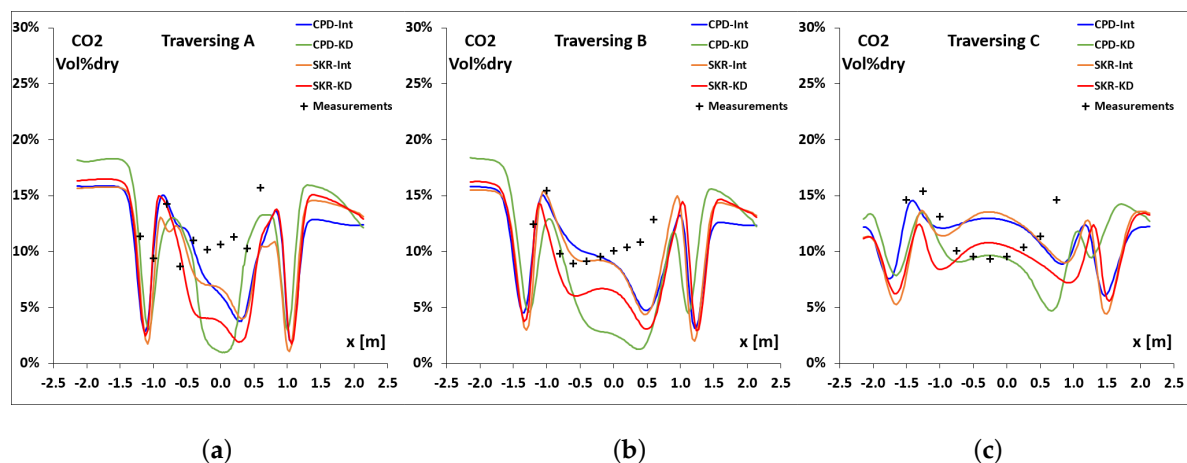 30%
25%
20%
15%
10%
5%
0%
CO2
Vol%dry
Traversing A
CPD-Int
CPD-KD
SKR-Int
SKR-KD
+ Measurements
x [m]
-2.5 -2.0 -1.5 -1.0 -0.5 0.0 0.5 1.0 1.5 2.0 2.5
(a)
30%
25%
20%
15%
10%
5%
0%
CO2
Vol%dry
Traversing B
CPD-Int
CPD-KD
SKR-Int
SKR-KD
+ Measurements
x [m]
-2.5 -2.0 -1.5 -1.0 -0.5 0.0 0.5 1.0 1.5 2.0 2.5
(b)
30%
25%
20%
15%
10%
5%
0%
CO2
Vol%dry
Traversing C
CPD-Int
CPD-KD
SKR-Int
SKR-KD
+ Measurements
x [m]
-2.5 -2.0 -1.5 -1.0 -0.5 0.0 0.5 1.0 1.5 2.0 2.5
(c)